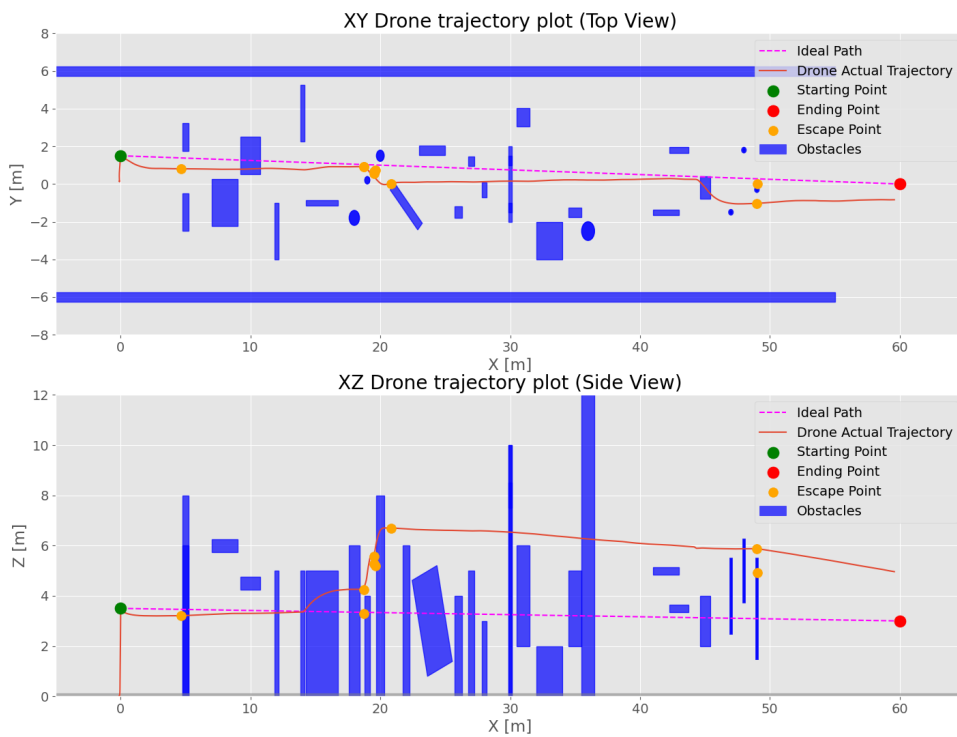 XY Drone trajectory plot (Top View)
8
6
4
2
0
−2
−4
−6
−8
Y [m]
Ideal Path
Drone Actual Trajectory
Starting Point
Ending Point
Escape Point
Obstacles
0 10 20 30 40 50 60
X [m]
XZ Drone trajectory plot (Side View)
12
10
8
6
4
2
0
Z [m]
Ideal Path
Drone Actual Trajectory
Starting Point
Ending Point
Escape Point
Obstacles
0 10 20 30 40 50 60
X [m]